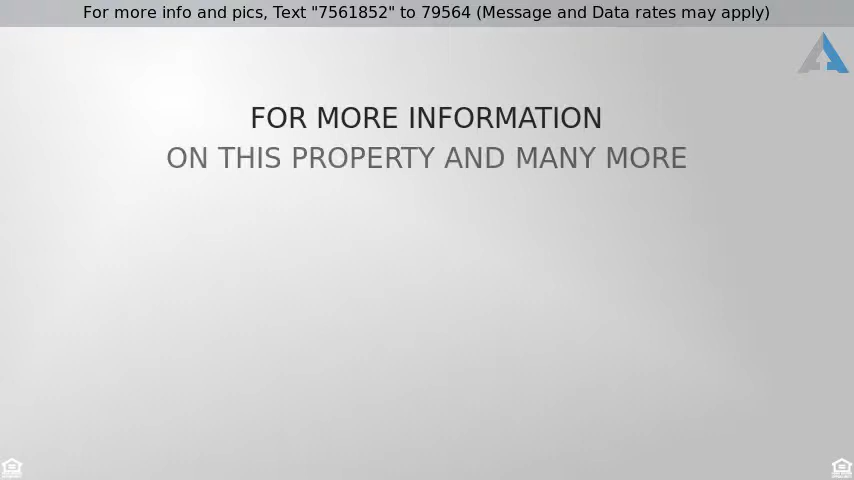 For more info and pics, Text "7561852" to 79564 (Message and Data rates may apply)
FOR MORE INFORMATION
ON THIS PROPERTY AND MANY MORE